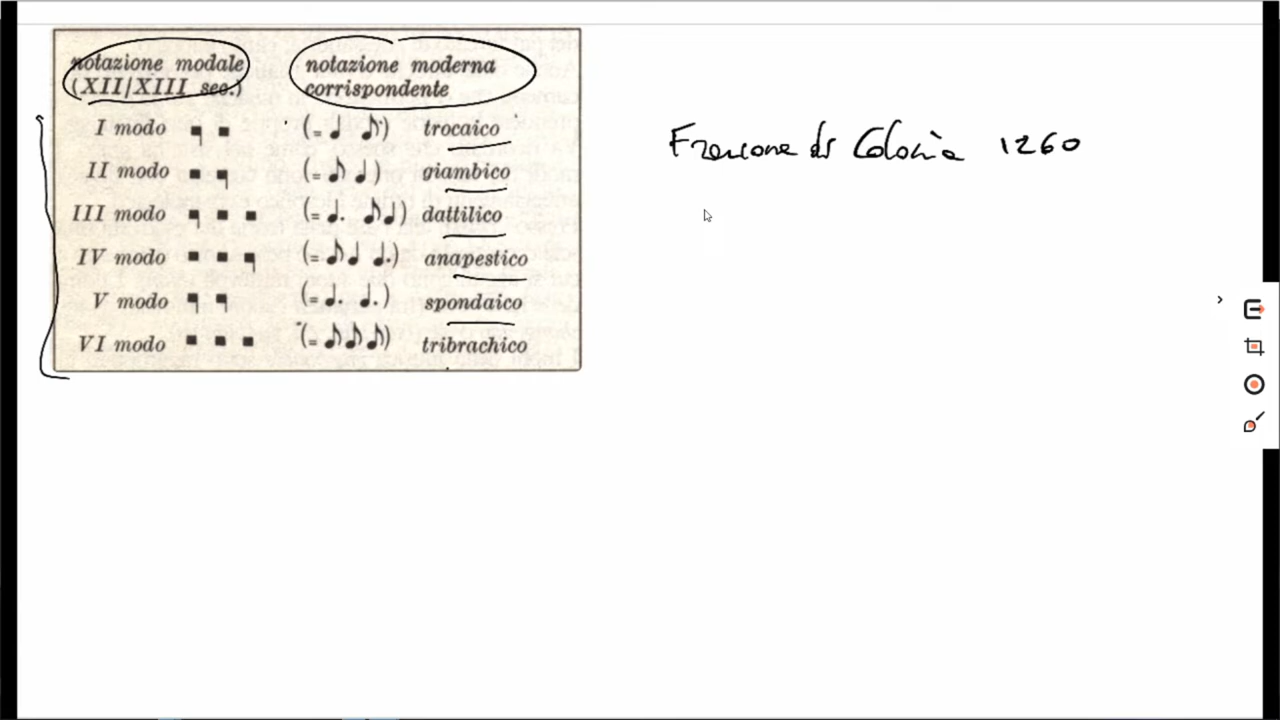 notazione modale
(XII/XIII sec.)
notazione moderna
corrispondente
I modo (= ) trocaico
II modo (= ) giambico
III modo (= ) dattilico
IV modo (= ) anapestico
V modo (= ) spondaico
VI modo (= ) tribrachico
Francone di Colonia 1260